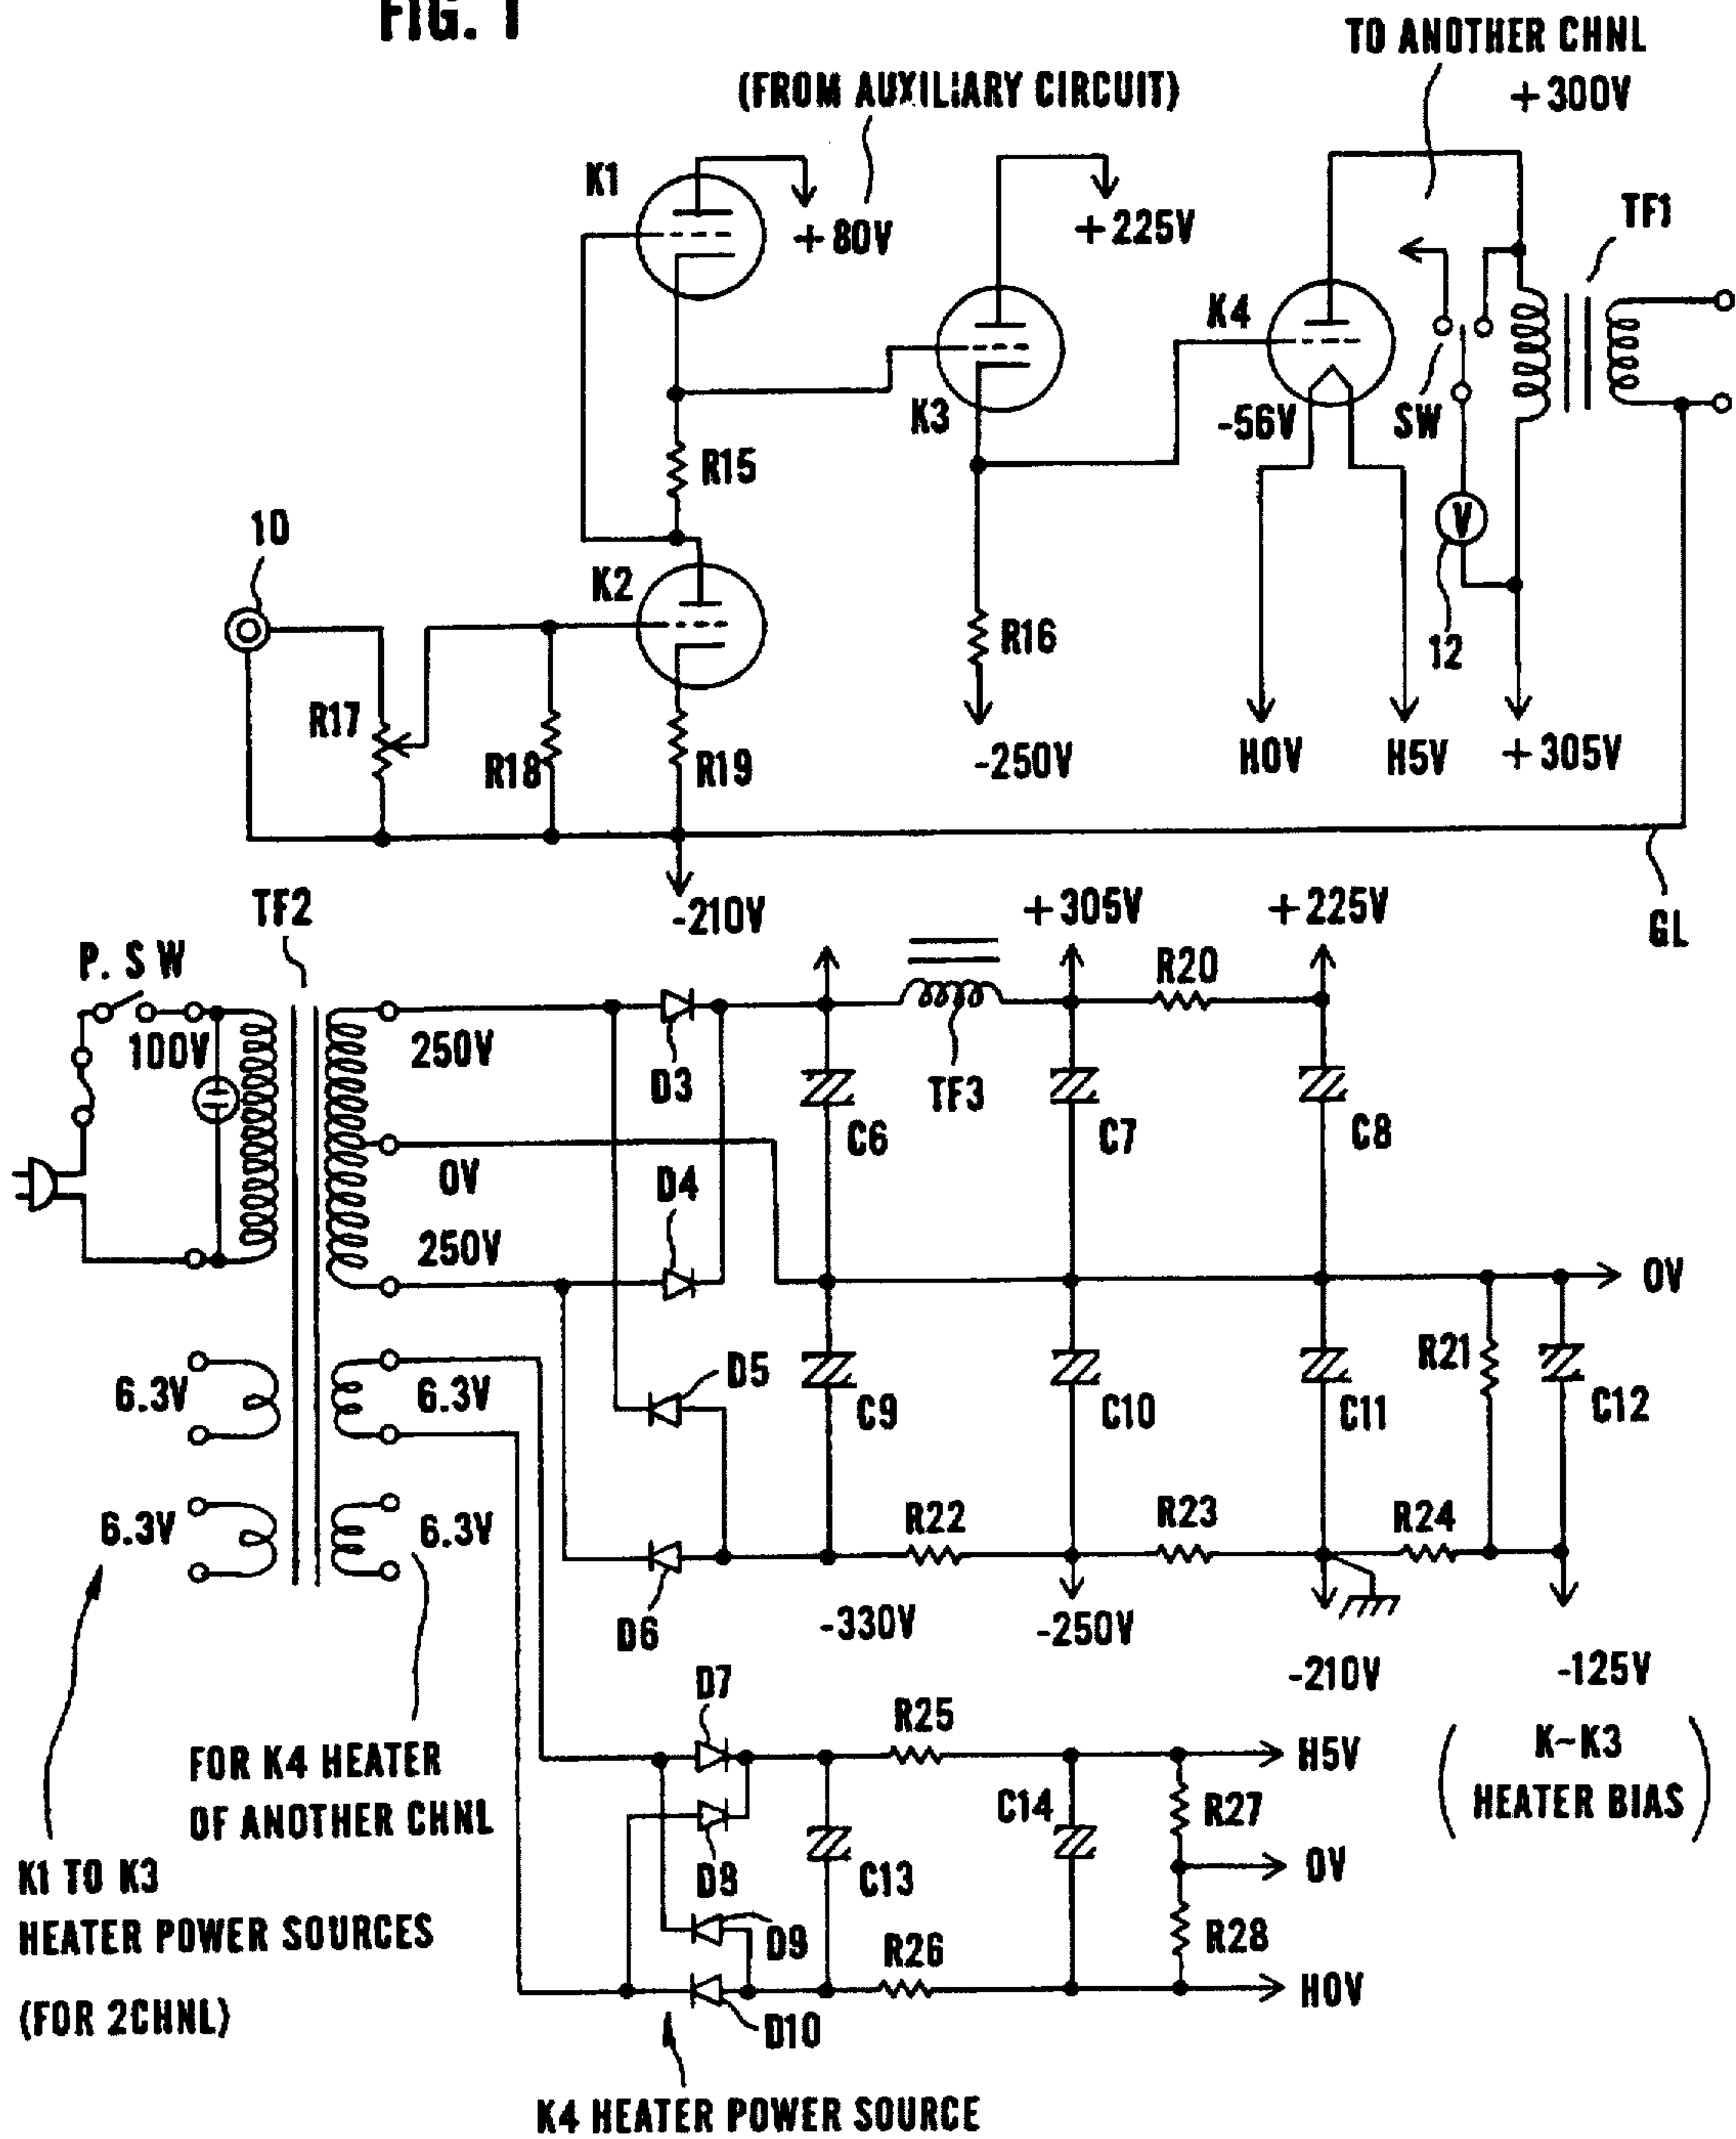 FIG. 1
TO ANOTHER CHNL
(FROM AUXILIARY CIRCUIT)
+300V
K1
+80V
+225V
TF1
K4
K3
-56V
SW
R15
10
V
K2
R16
12
R17
R18
R19
-250V
H0V
H5V
+305V
-210V
GL
TF2
P. SW
+305V
+225V
R20
100V
250V
D3
TF3
C6
C7
C8
0V
D4
250V
0V
D5
R21
6.3V
6.3V
C9
C10
C11
C12
6.3V
6.3V
R22
R23
R24
D6
-330V
-250V
-210V
-125V
D7
R25
FOR K4 HEATER
OF ANOTHER CHNL
H5V
(K~K3
HEATER BIAS)
C14
R27
D8
C13
0V
K1 TO K3
HEATER POWER SOURCES
(FOR 2CHNL)
D9
R26
R28
H0V
D10
K4 HEATER POWER SOURCE